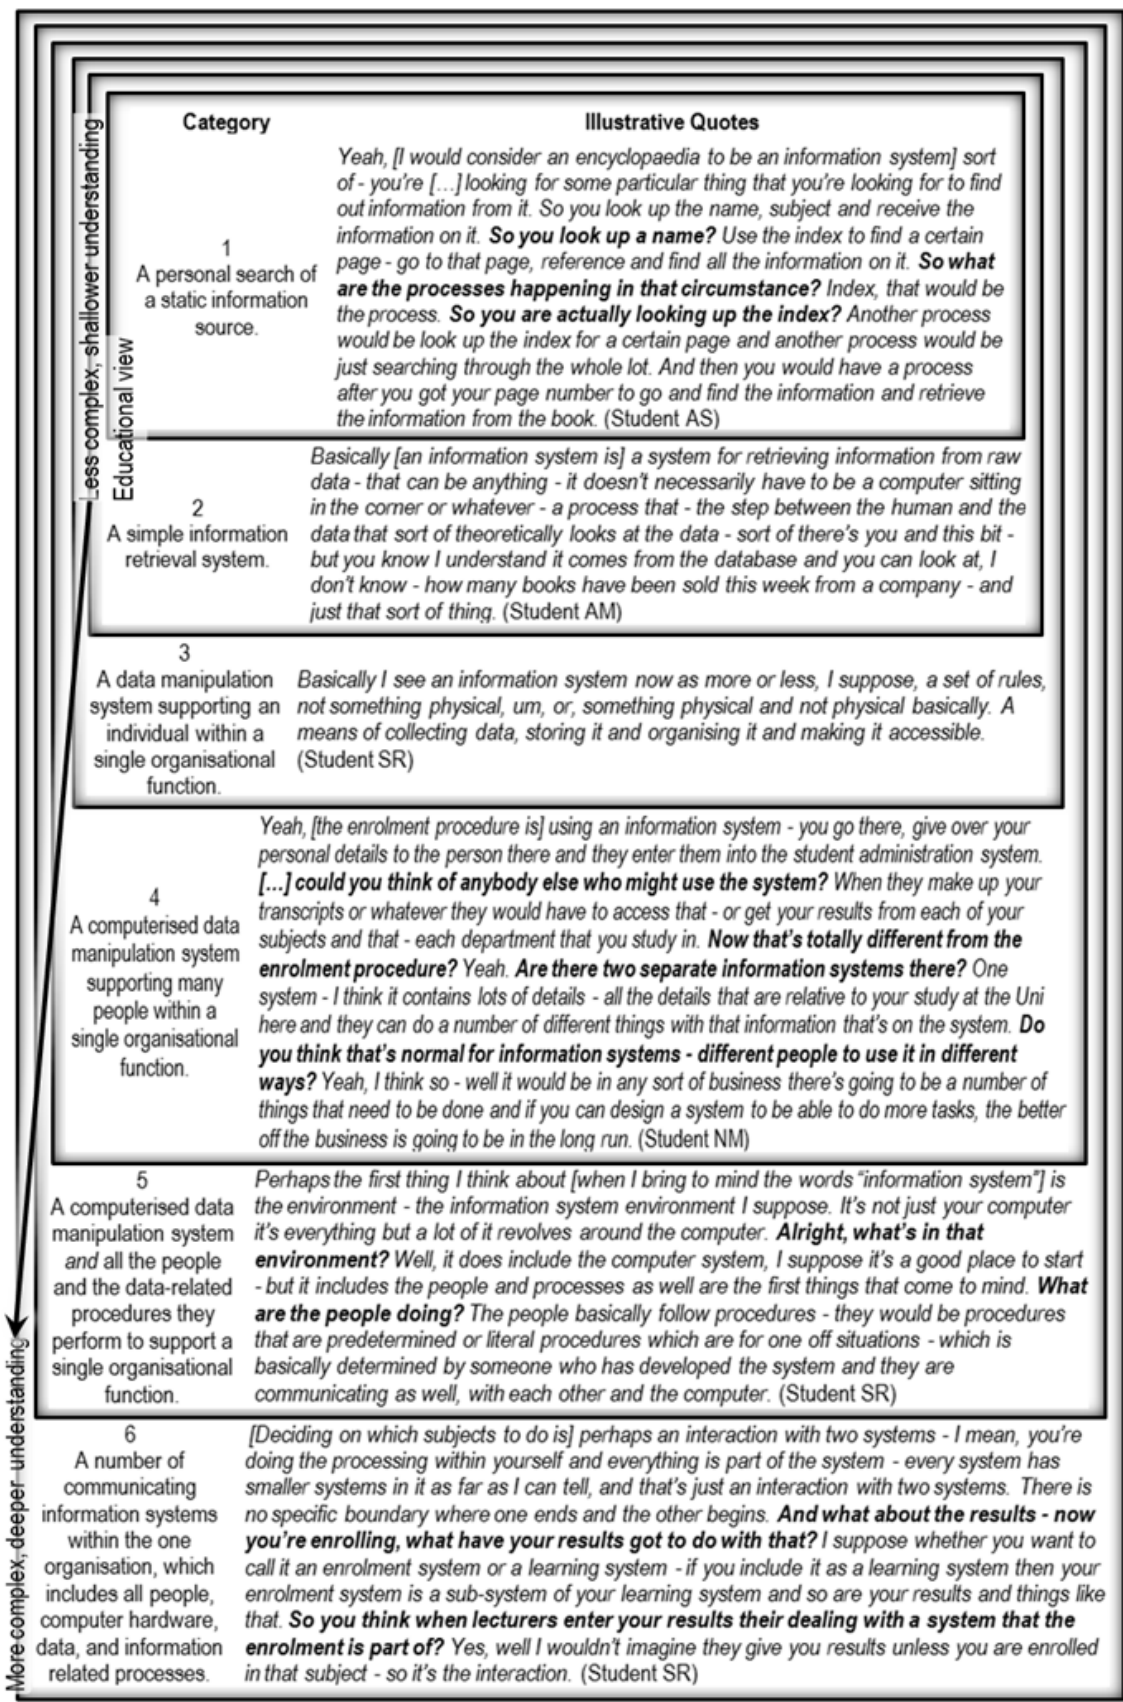 Category
Illustrative Quotes
Less complex, shallower understanding
Educational view
More complex, deeper understanding
1
A personal search of
a static information
source.
Yeah, [I would consider an encyclopaedia to be an information system] sort
of - you're [...] looking for some particular thing that you're looking for to find
out information from it. So you look up the name, subject and receive the
information on it. So you look up a name? Use the index to find a certain
page - go to that page, reference and find all the information on it. So what
are the processes happening in that circumstance? Index, that would be
the process. So you are actually looking up the index? Another process
would be look up the index for a certain page and another process would be
just searching through the whole lot. And then you would have a process
after you got your page number to go and find the information and retrieve
the information from the book. (Student AS)
2
A simple information
retrieval system.
Basically [an information system is] a system for retrieving information from raw
data - that can be anything - it doesn't necessarily have to be a computer sitting
in the corner or whatever - a process that - the step between the human and the
data that sort of theoretically looks at the data - sort of there's you and this bit -
but you know I understand it comes from the database and you can look at, I
don't know - how many books have been sold this week from a company - and
just that sort of thing. (Student AM)
3
A data manipulation
system supporting an
individual within a
single organisational
function.
Basically I see an information system now as more or less, I suppose, a set of rules,
not something physical, um, or, something physical and not physical basically. A
means of collecting data, storing it and organising it and making it accessible.
(Student SR)
4
A computerised data
manipulation system
supporting many
people within a
single organisational
function.
Yeah, [the enrolment procedure is] using an information system - you go there, give over your
personal details to the person there and they enter them into the student administration system.
[...] could you think of anybody else who might use the system? When they make up your
transcripts or whatever they would have to access that - or get your results from each of your
subjects and that - each department that you study in. Now that's totally different from the
enrolment procedure? Yeah. Are there two separate information systems there? One
system - I think it contains lots of details - all the details that are relative to your study at the Uni
here and they can do a number of different things with that information that's on the system. Do
you think that's normal for information systems - different people to use it in different
ways? Yeah, I think so - well it would be in any sort of business there's going to be a number of
things that need to be done and if you can design a system to be able to do more tasks, the better
off the business is going to be in the long run. (Student NM)
5
A computerised data
manipulation system
and all the people
and the data-related
procedures they
perform to support a
single organisational
function.
Perhaps the first thing I think about [when I bring to mind the words "information system"] is
the environment - the information system environment I suppose. It's not just your computer
it's everything but a lot of it revolves around the computer. Alright, what's in that
environment? Well, it does include the computer system, I suppose it's a good place to start
- but it includes the people and processes as well are the first things that come to mind. What
are the people doing? The people basically follow procedures - they would be procedures
that are predetermined or literal procedures which are for one off situations - which is
basically determined by someone who has developed the system and they are
communicating as well, with each other and the computer. (Student SR)
6
A number of
communicating
information systems
within the one
organisation, which
includes all people,
computer hardware,
data, and information
related processes.
[Deciding on which subjects to do is] perhaps an interaction with two systems - I mean, you're
doing the processing within yourself and everything is part of the system - every system has
smaller systems in it as far as I can tell, and that's just an interaction with two systems. There is
no specific boundary where one ends and the other begins. And what about the results - now
you're enrolling, what have your results got to do with that? I suppose whether you want to
call it an enrolment system or a learning system - if you include it as a learning system then your
enrolment system is a sub-system of your learning system and so are your results and things like
that. So you think when lecturers enter your results their dealing with a system that the
enrolment is part of? Yes, well I wouldn't imagine they give you results unless you are enrolled
in that subject - so it's the interaction. (Student SR)